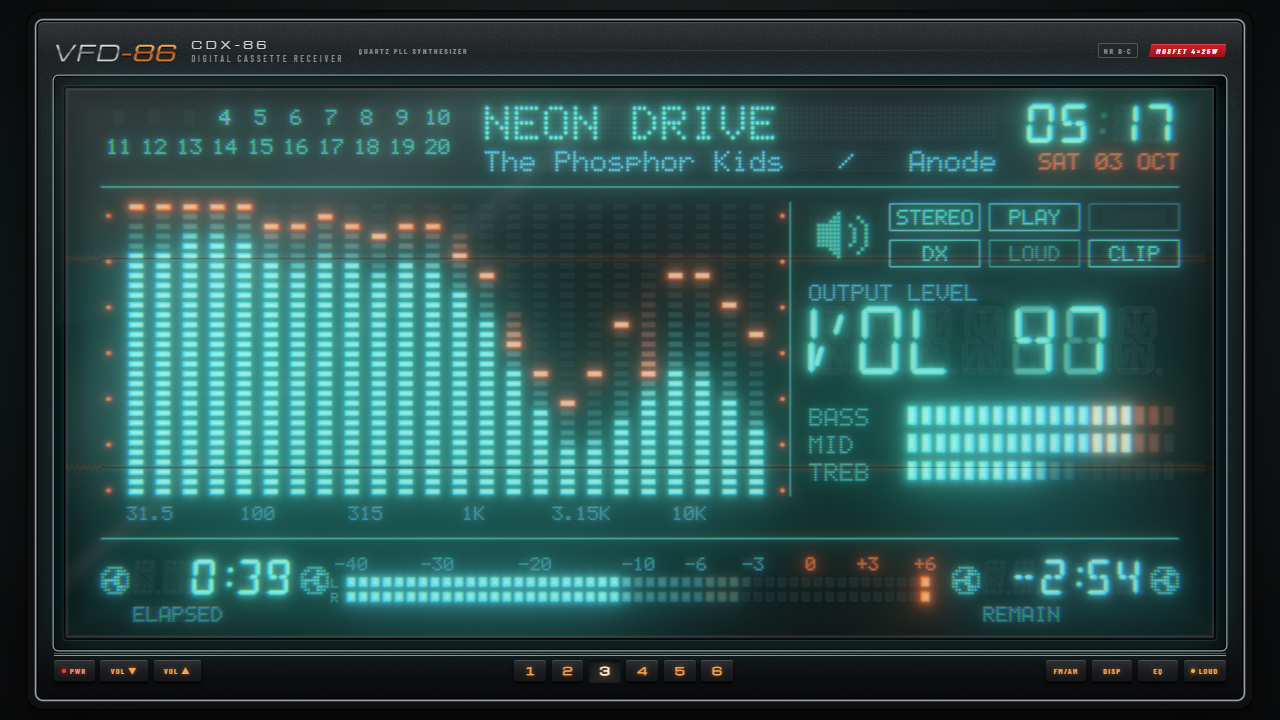 VFD-86 CDX-86 QUARTZ PLL SYNTHESIZER NR B·C MOSFET 4×25W
DIGITAL CASSETTE RECEIVER
4 5 6 7 8 9 10
11 12 13 14 15 16 17 18 19 20
NEON DRIVE
The Phosphor Kids / Anode
05:17
SAT 03 OCT
STEREO PLAY
DX LOUD CLIP
OUTPUT LEVEL
VOL 90
BASS
MID
TREB
31.5 100 315 1K 3.15K 10K
-40 -30 -20 -10 -6 -3 0 +3 +6
L
R
0:39
ELAPSED
-2:54
REMAIN
PWR VOL ▼ VOL ▲ 1 2 3 4 5 6 FM/AM DISP EQ LOUD